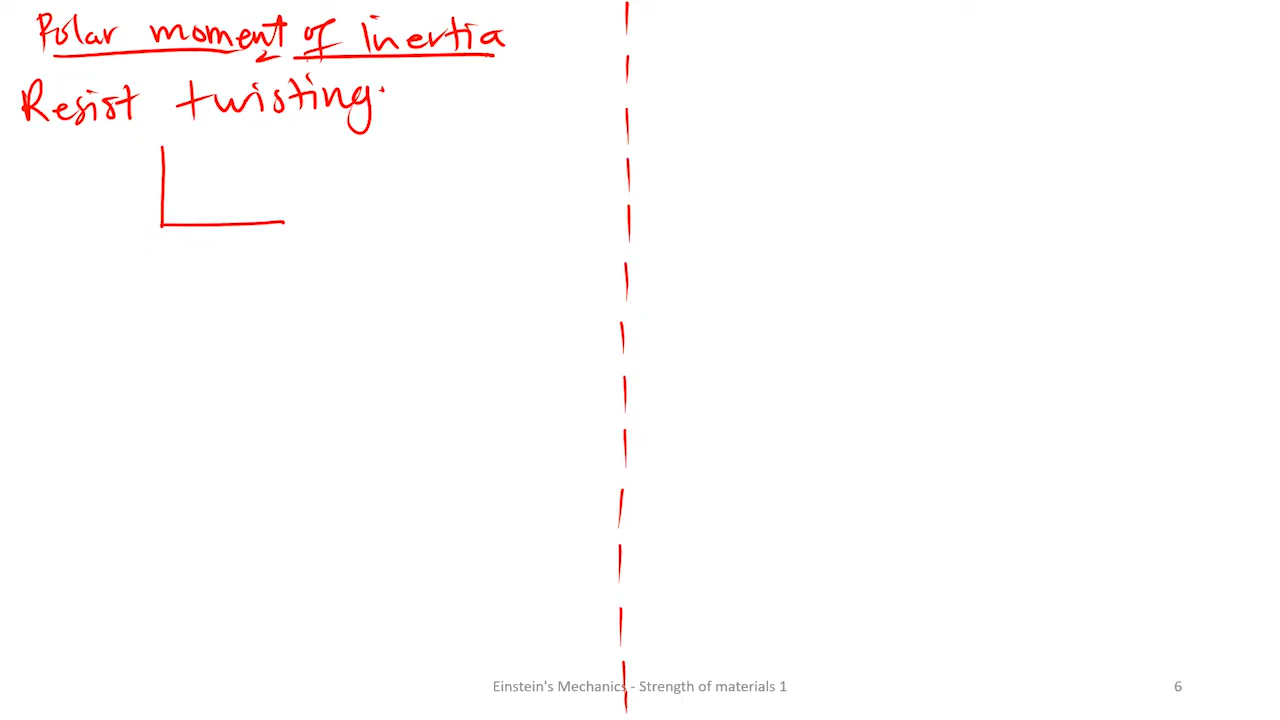 Polar moment of Inertia
Resist twisting.
Einstein's Mechanics - Strength of materials 1
6